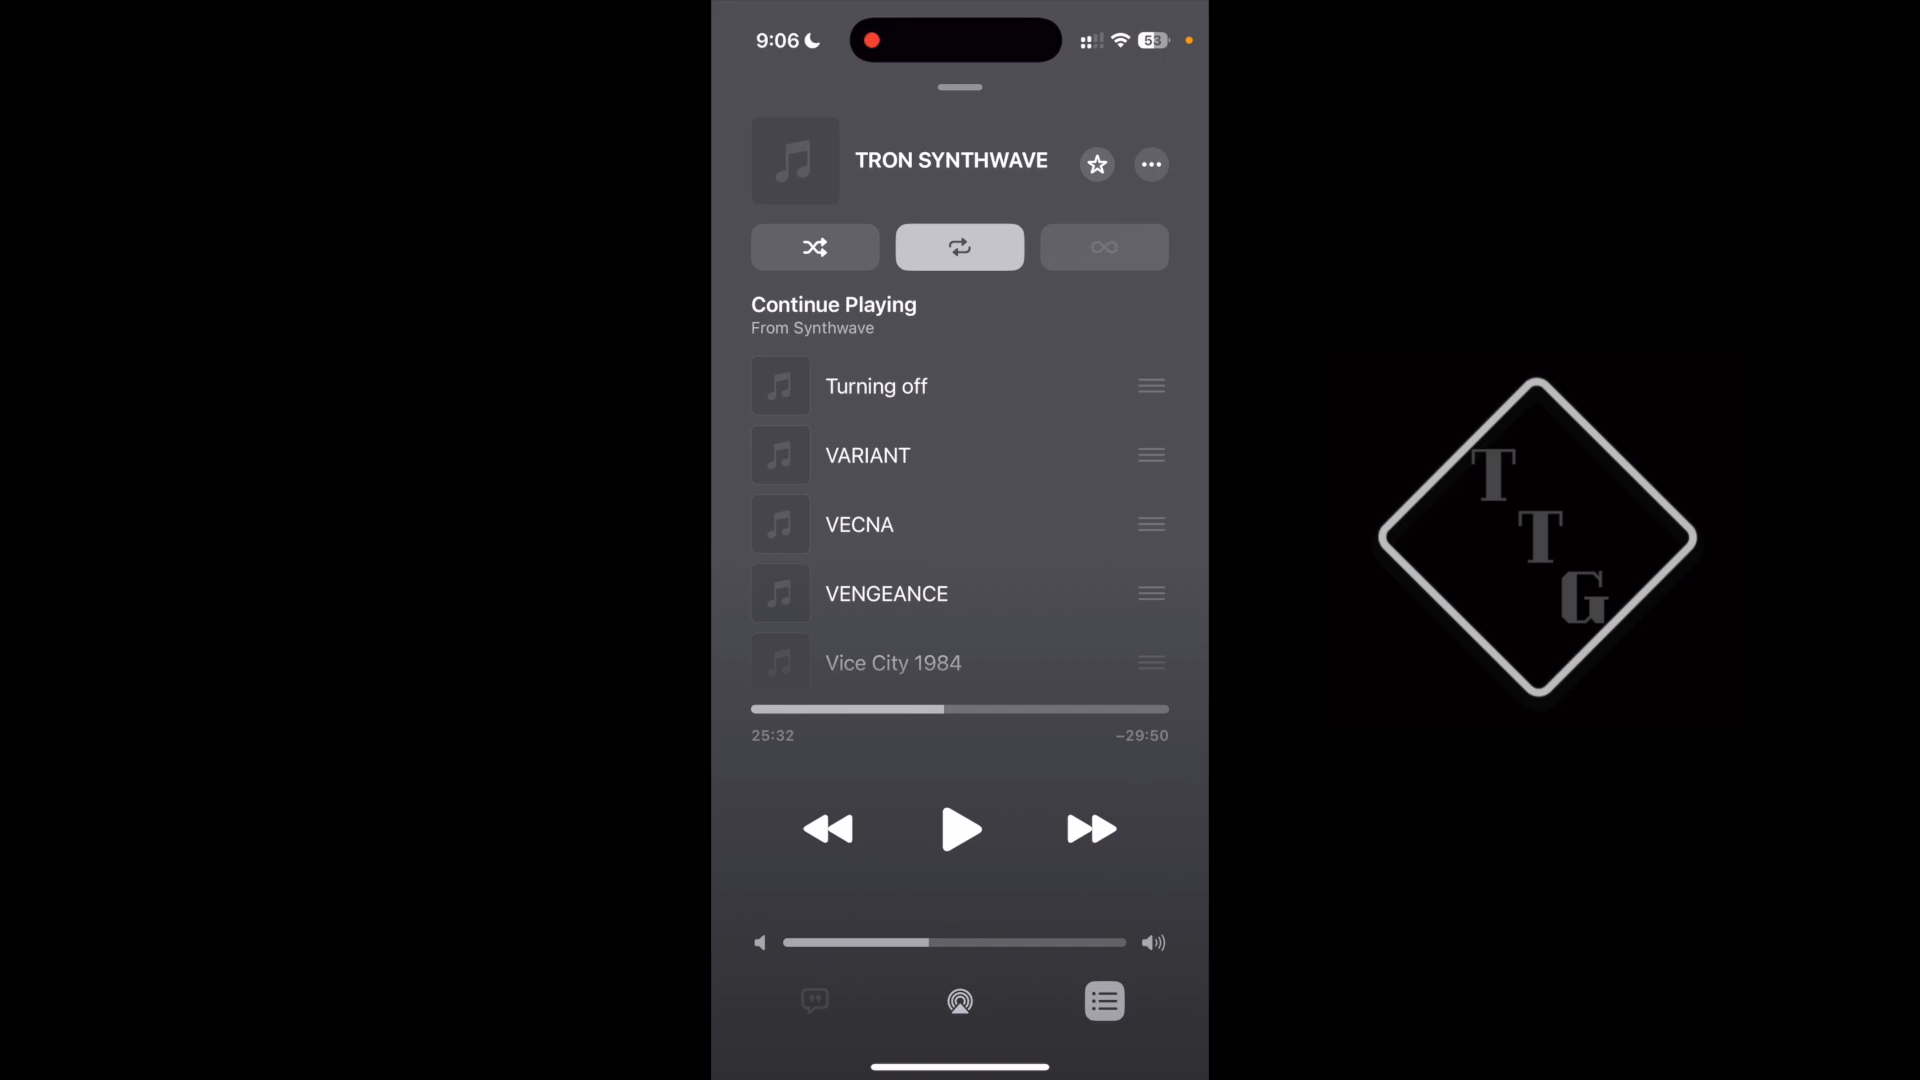 9:06
53
TRON SYNTHWAVE
Continue Playing
From Synthwave
Turning off
VARIANT
VECNA
VENGEANCE
Vice City 1984
25:32
−29:50
T
T
G